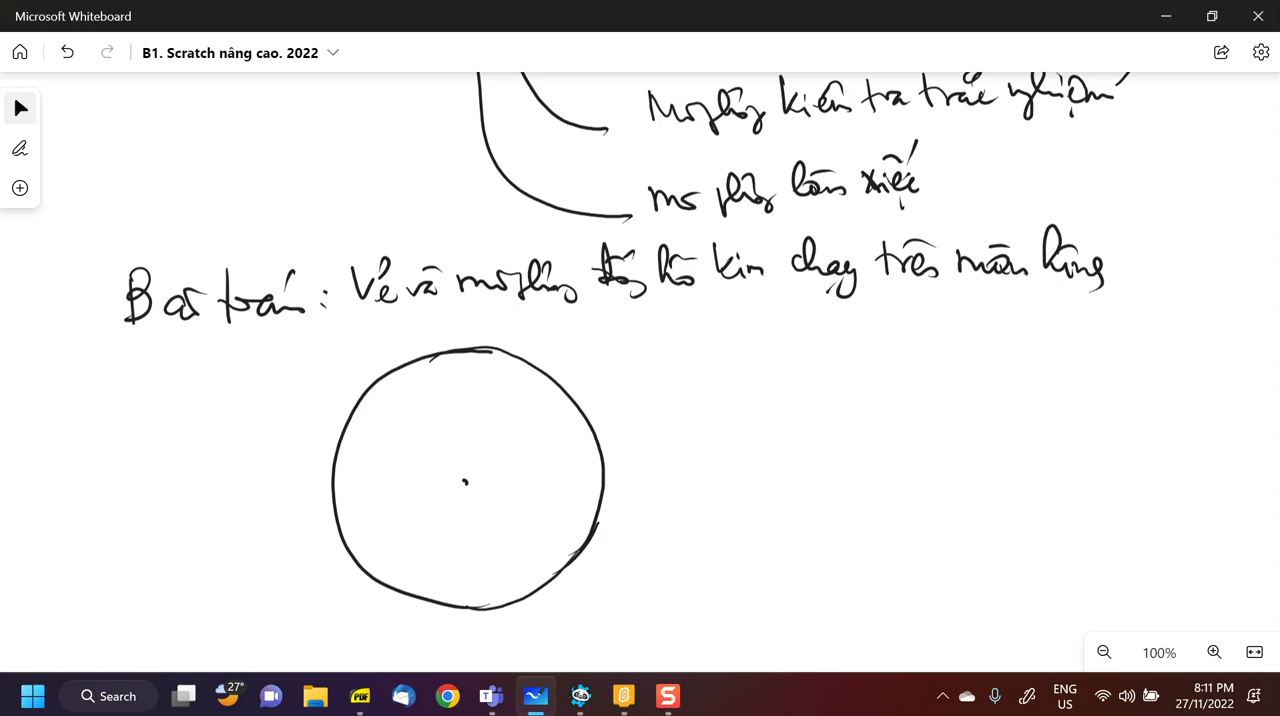 Microsoft Whiteboard
B1. Scratch nâng cao. 2022
Mô phỏng kiểm tra trắc nghiệm
mô phỏng làm xiếc
Bài toán: Vẽ và mô phỏng đồng hồ kim chạy trên màn hình
100%
Search
27°
PDF
ENG
US
8:11 PM
27/11/2022